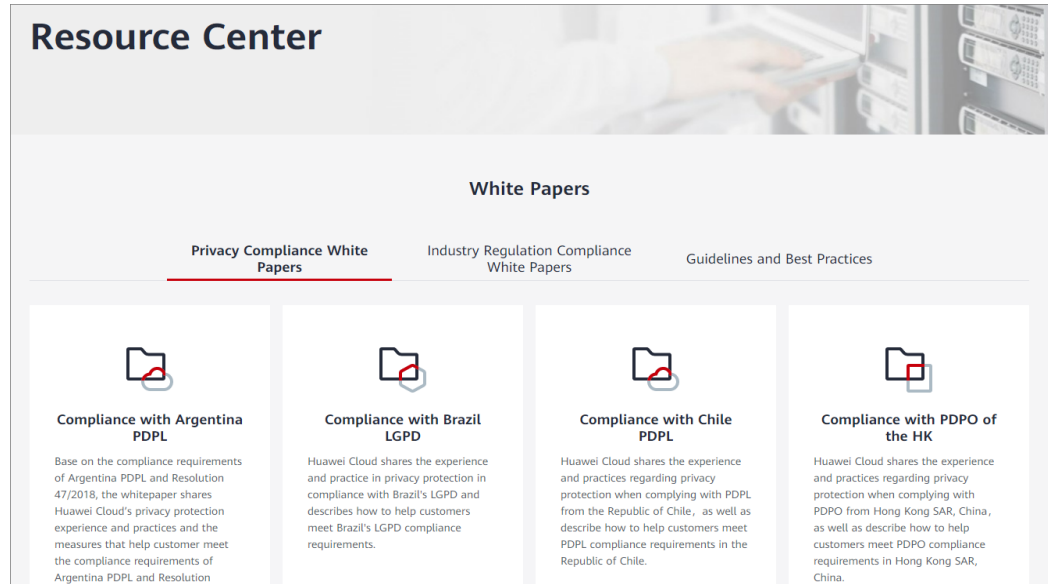 Resource Center
White Papers
Privacy Compliance White
Papers
Industry Regulation Compliance
White Papers
Guidelines and Best Practices
Compliance with Argentina
PDPL
Base on the compliance requirements
of Argentina PDPL and Resolution
47/2018, the whitepaper shares
Huawei Cloud's privacy protection
experience and practices and the
measures that help customer meet
the compliance requirements of
Argentina PDPL and Resolution
Compliance with Brazil
LGPD
Huawei Cloud shares the experience
and practice in privacy protection in
compliance with Brazil's LGPD and
describes how to help customers
meet Brazil's LGPD compliance
requirements.
Compliance with Chile
PDPL
Huawei Cloud shares the experience
and practices regarding privacy
protection when complying with PDPL
from the Republic of Chile，as well as
describe how to help customers meet
PDPL compliance requirements in the
Republic of Chile.
Compliance with PDPO of
the HK
Huawei Cloud shares the experience
and practices regarding privacy
protection when complying with
PDPO from Hong Kong SAR, China，
as well as describe how to help
customers meet PDPO compliance
requirements in Hong Kong SAR,
China.